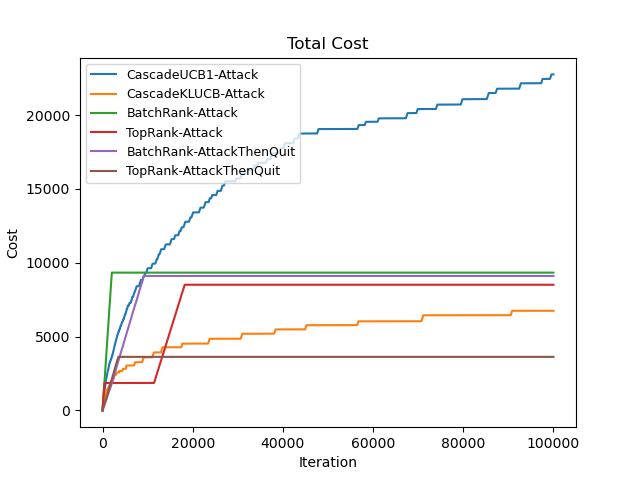 Total Cost
CascadeUCB1-Attack
CascadeKLUCB-Attack
BatchRank-Attack
TopRank-Attack
BatchRank-AttackThenQuit
TopRank-AttackThenQuit
Cost
20000
15000
10000
5000
0
0 20000 40000 60000 80000 100000
Iteration